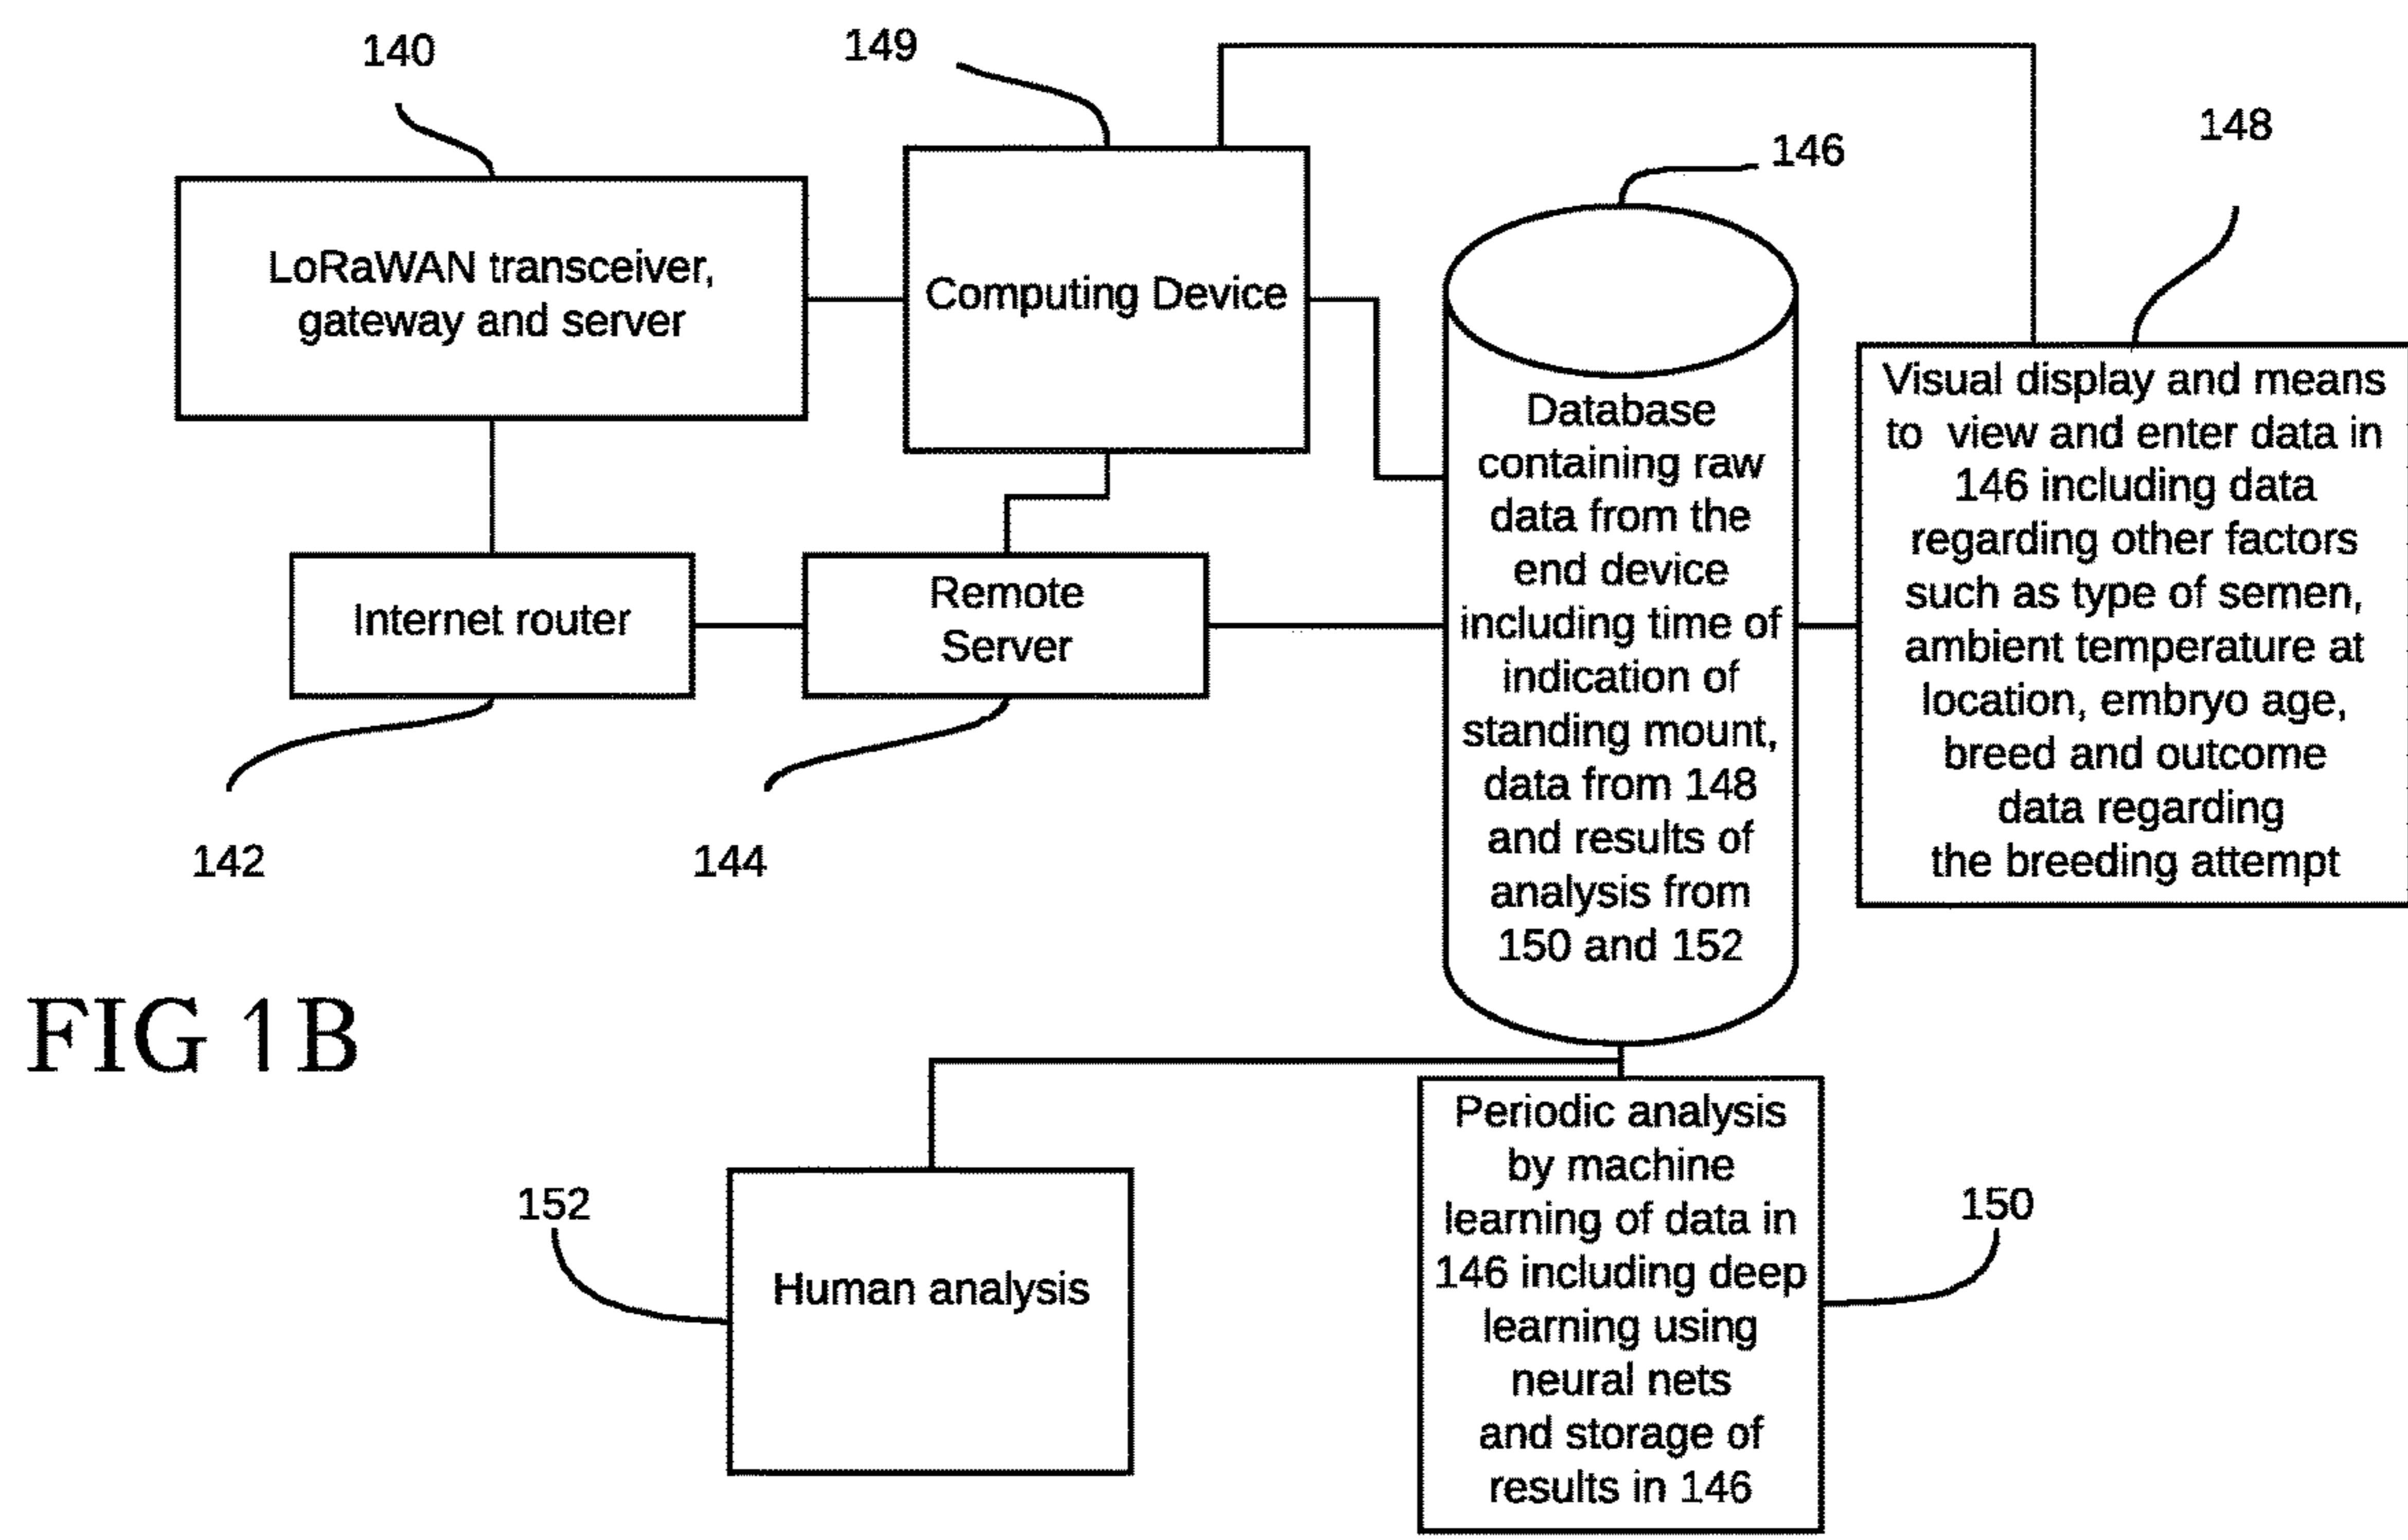 140
149
148
146
LoRaWAN transceiver,
gateway and server
Computing Device
Internet router
Remote
Server
142
144
Database
containing raw
data from the
end device
including time of
indication of
standing mount,
data from 148
and results of
analysis from
150 and 152
Visual display and means
to view and enter data in
146 including data
regarding other factors
such as type of semen,
ambient temperature at
location, embryo age,
breed and outcome
data regarding
the breeding attempt
FIG 1B
152
Human analysis
Periodic analysis
by machine
learning of data in
146 including deep
learning using
neural nets
and storage of
results in 146
150